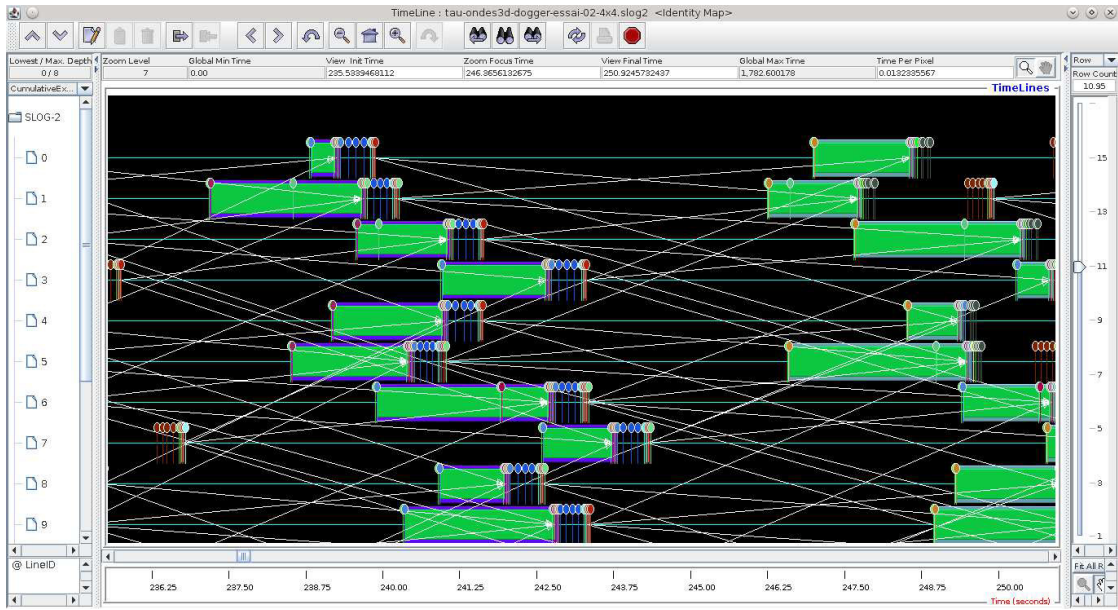 TimeLine : tau-ondes3d-dogger-essai-02-4x4.slog2 <Identity Map>
Lowest / Max. Depth Zoom Level Global Min Time View Init Time Zoom Focus Time View Final Time Global Max Time Time Per Pixel Row
0 / 8 7 0.00 235.5339468112 246.3656132675 250.9245732437 1,782.600178 0.0132335567 Row Count
CumulativeEx... TimeLines 10.95
SLOG-2
0 15
1 13
2
3 11
4 9
5 7
6
7 5
8 3
9 1
@ LineID Fit All R
236.25 237.50 238.75 240.00 241.25 242.50 243.75 245.00 246.25 247.50 248.75 250.00
Time (seconds)